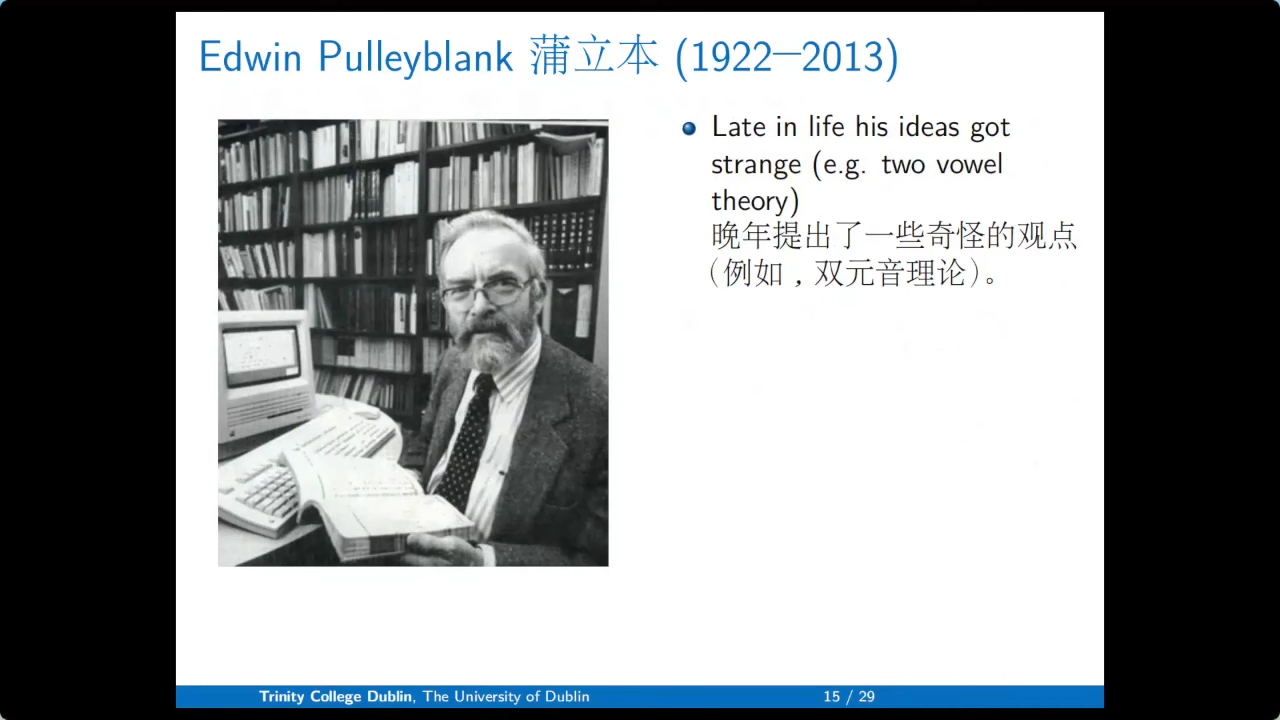 Edwin Pulleyblank 蒲立本 (1922–2013)
Late in life his ideas got
strange (e.g. two vowel
theory)
晚年提出了一些奇怪的观点
(例如，双元音理论)。
Trinity College Dublin, The University of Dublin
15 / 29